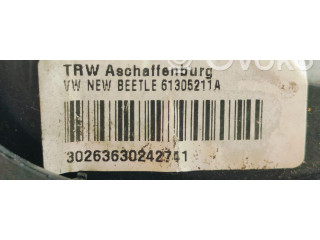 TRW Aschaffenburg
VW NEW BEETLE 61305211A
30263630242741